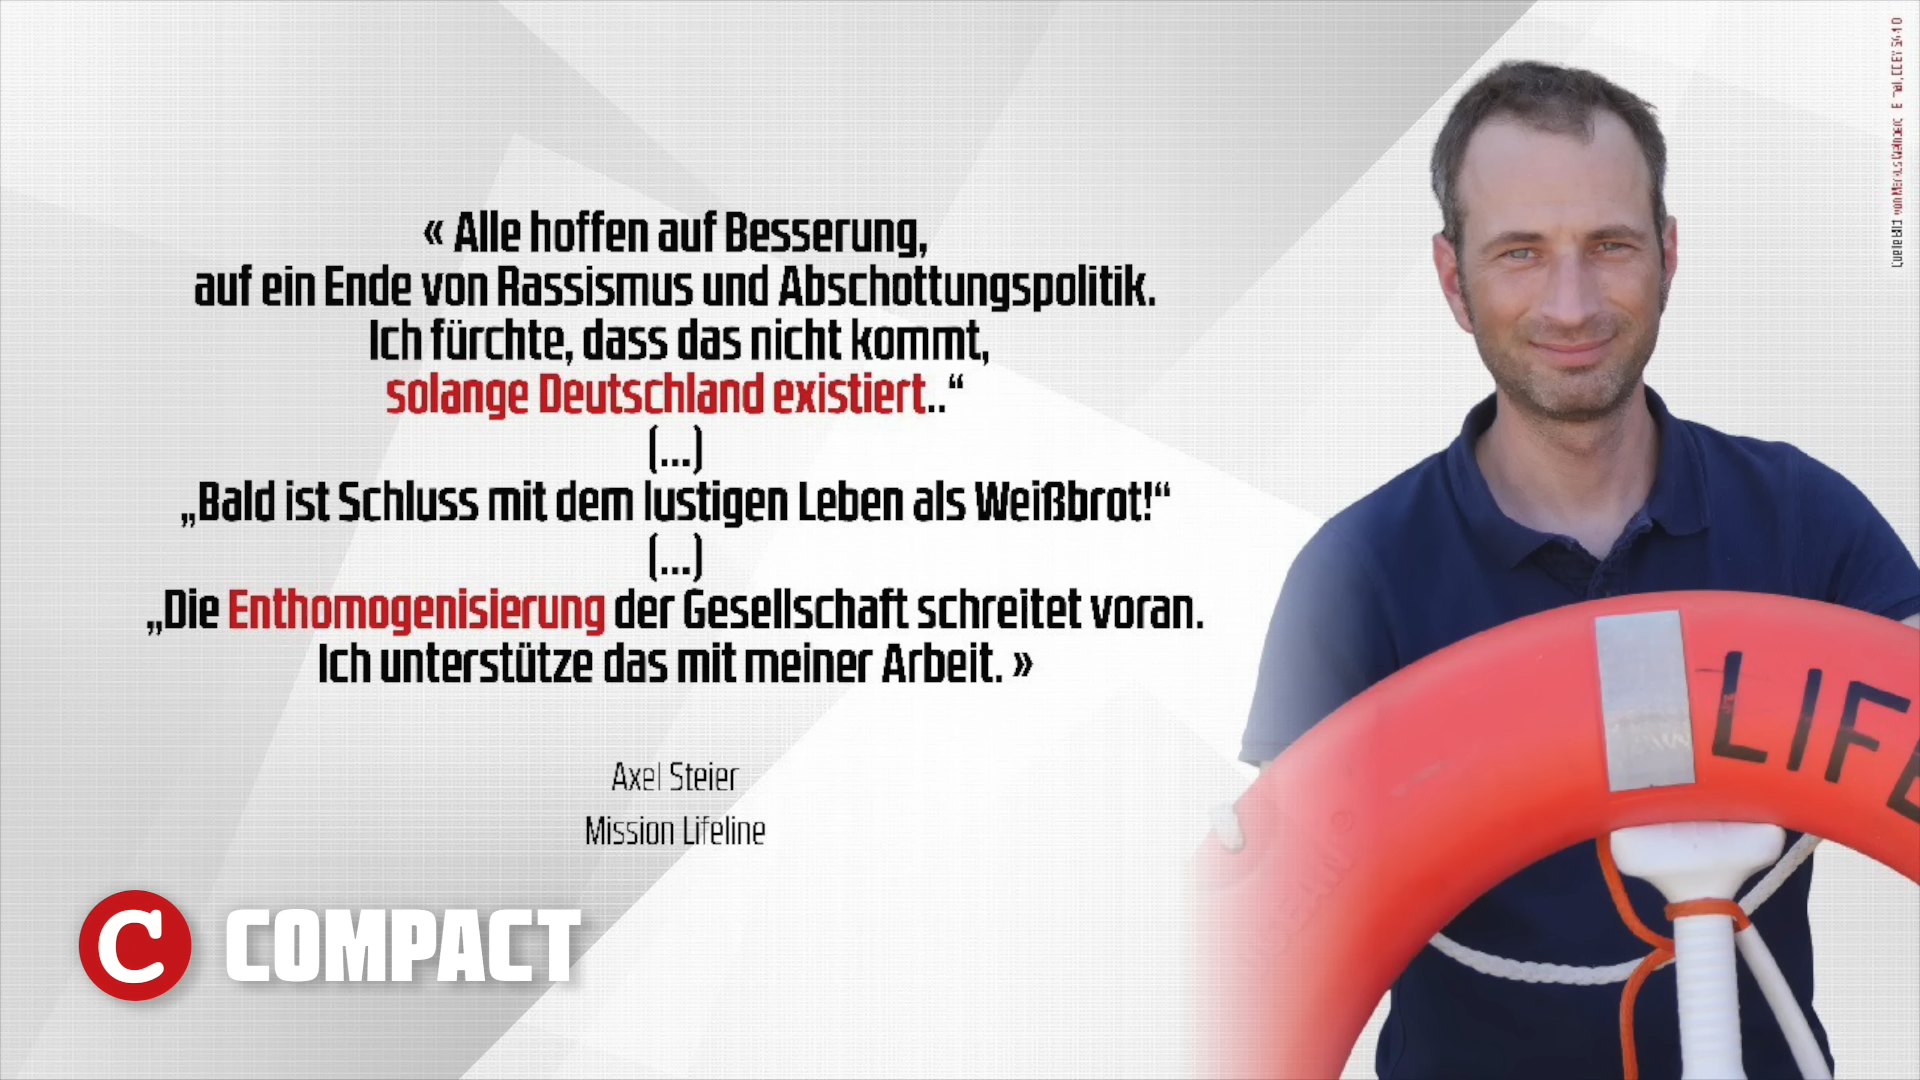 « Alle hoffen auf Besserung,
auf ein Ende von Rassismus und Abschottungspolitik.
Ich fürchte, dass das nicht kommt,
solange Deutschland existiert..“
(...)
„Bald ist Schluss mit dem lustigen Leben als Weißbrot!“
(...)
„Die Enthomogenisierung der Gesellschaft schreitet voran.
Ich unterstütze das mit meiner Arbeit. »
Axel Steier
Mission Lifeline
C COMPACT
LIFE